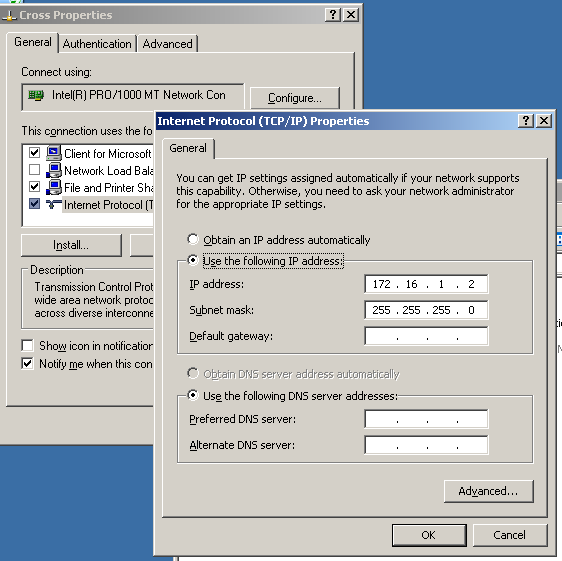 Cross Properties
General
Authentication
Advanced
Connect using:
Intel(R) PRO/1000 MT Network Con
Configure...
This connection uses the fo
Client for Microsoft
Network Load Bala
File and Printer Sha
Internet Protocol (T
Install...
Description
Transmission Control Prot
wide area network protoc
across diverse interconne
Show icon in notification
Notify me when this con
Internet Protocol (TCP/IP) Properties
General
You can get IP settings assigned automatically if your network supports
this capability. Otherwise, you need to ask your network administrator
for the appropriate IP settings.
Obtain an IP address automatically
Use the following IP address:
IP address:
172 . 16 . 1 . 2
Subnet mask:
255 . 255 . 255 . 0
Default gateway:
. . .
Obtain DNS server address automatically
Use the following DNS server addresses:
Preferred DNS server:
. . .
Alternate DNS server:
. . .
Advanced...
OK
Cancel